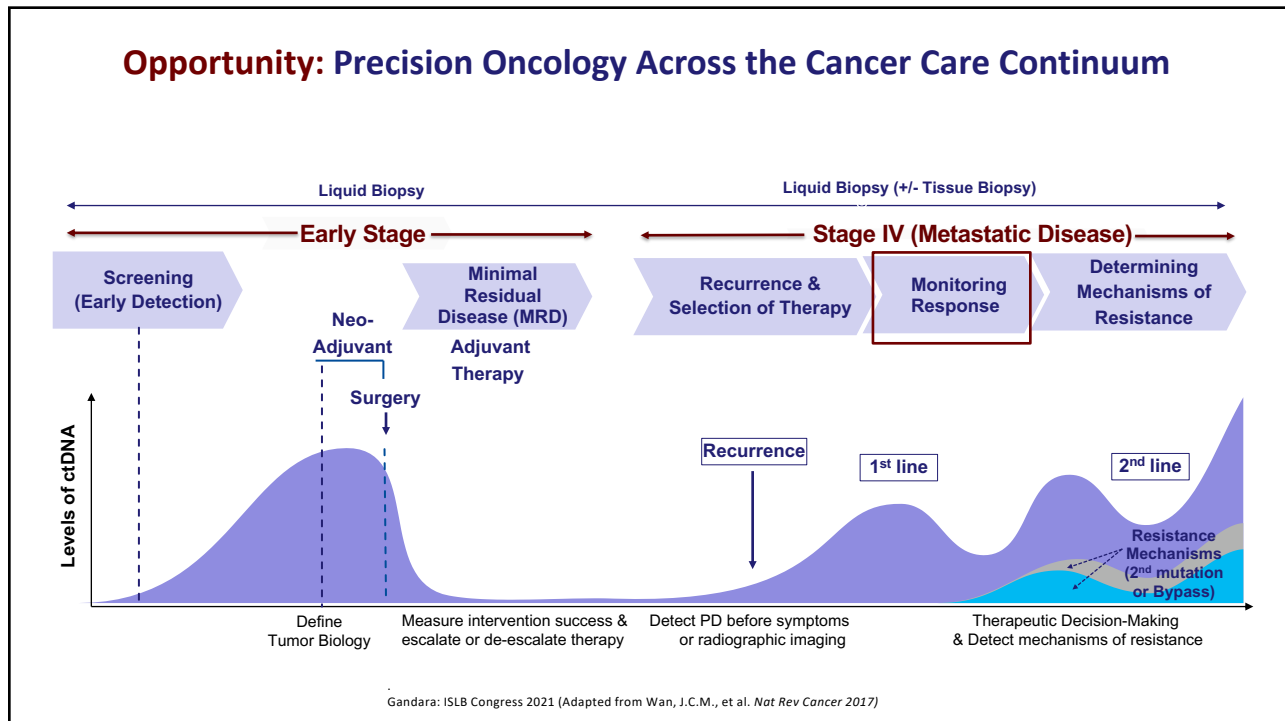 Opportunity: Precision Oncology Across the Cancer Care Continuum
Liquid Biopsy
Liquid Biopsy (+/- Tissue Biopsy)
Early Stage
Stage IV (Metastatic Disease)
Screening
(Early Detection)
Minimal
Residual
Disease (MRD)
Recurrence &
Selection of Therapy
Monitoring
Response
Determining
Mechanisms of
Resistance
Neo-
Adjuvant
Adjuvant
Therapy
Surgery
Levels of ctDNA
Recurrence
1st line
2nd line
Resistance
Mechanisms
(2nd mutation
or Bypass)
Define
Tumor Biology
Measure intervention success &
escalate or de-escalate therapy
Detect PD before symptoms
or radiographic imaging
Therapeutic Decision-Making
& Detect mechanisms of resistance
.
Gandara: ISLB Congress 2021 (Adapted from Wan, J.C.M., et al. Nat Rev Cancer 2017)